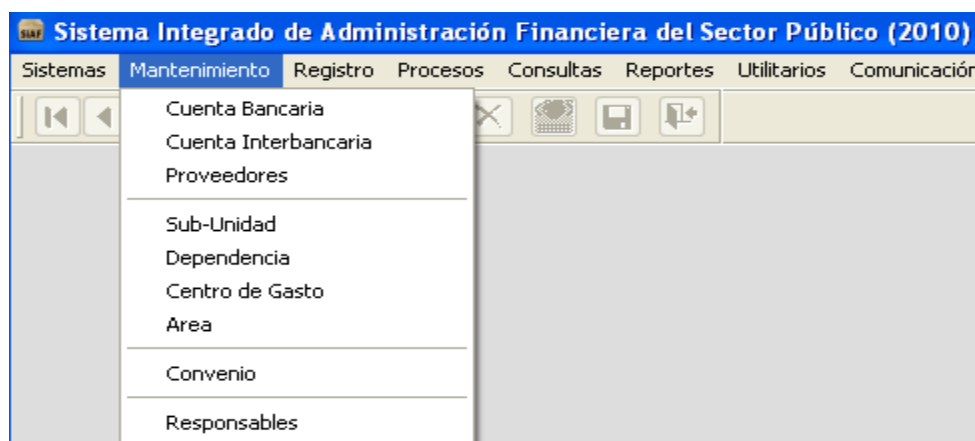 SIAF Sistema Integrado de Administración Financiera del Sector Público (2010)
Sistemas Mantenimiento Registro Procesos Consultas Reportes Utilitarios Comunicación
Cuenta Bancaria
Cuenta Interbancaria
Proveedores
Sub-Unidad
Dependencia
Centro de Gasto
Area
Convenio
Responsables